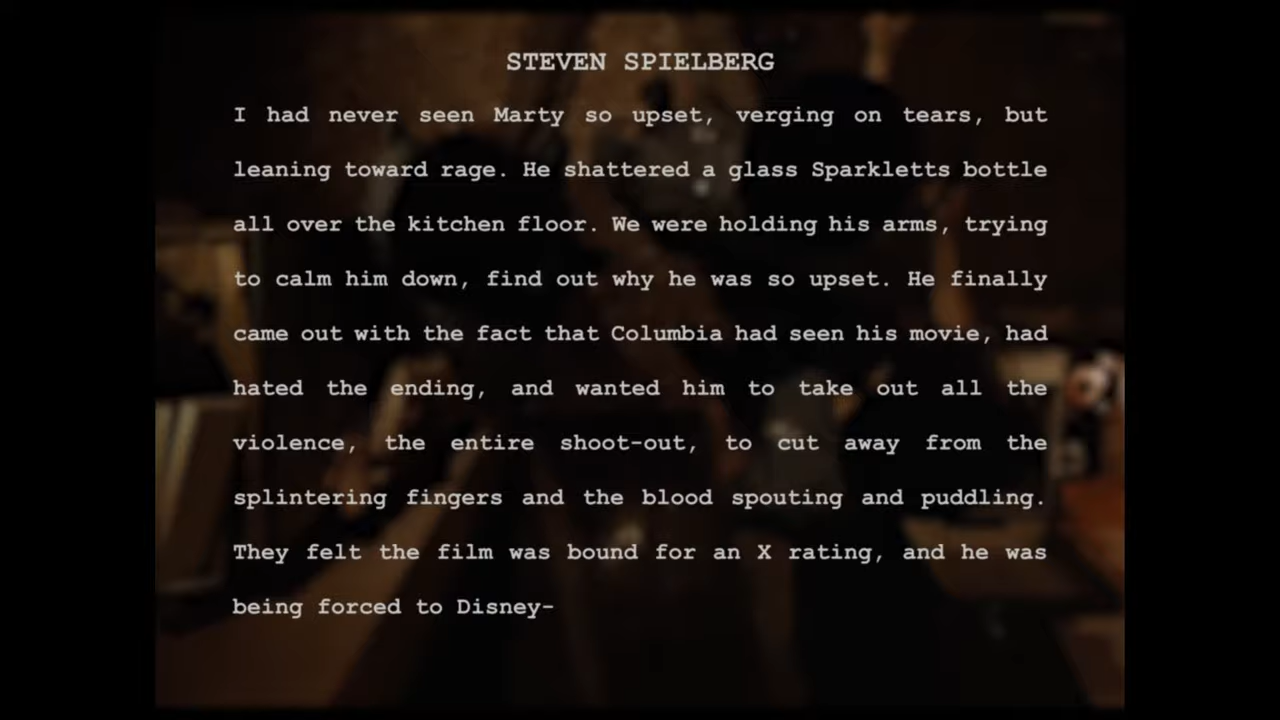 STEVEN SPIELBERG
I had never seen Marty so upset, verging on tears, but
leaning toward rage. He shattered a glass Sparkletts bottle
all over the kitchen floor. We were holding his arms, trying
to calm him down, find out why he was so upset. He finally
came out with the fact that Columbia had seen his movie, had
hated the ending, and wanted him to take out all the
violence, the entire shoot-out, to cut away from the
splintering fingers and the blood spouting and puddling.
They felt the film was bound for an X rating, and he was
being forced to Disney-